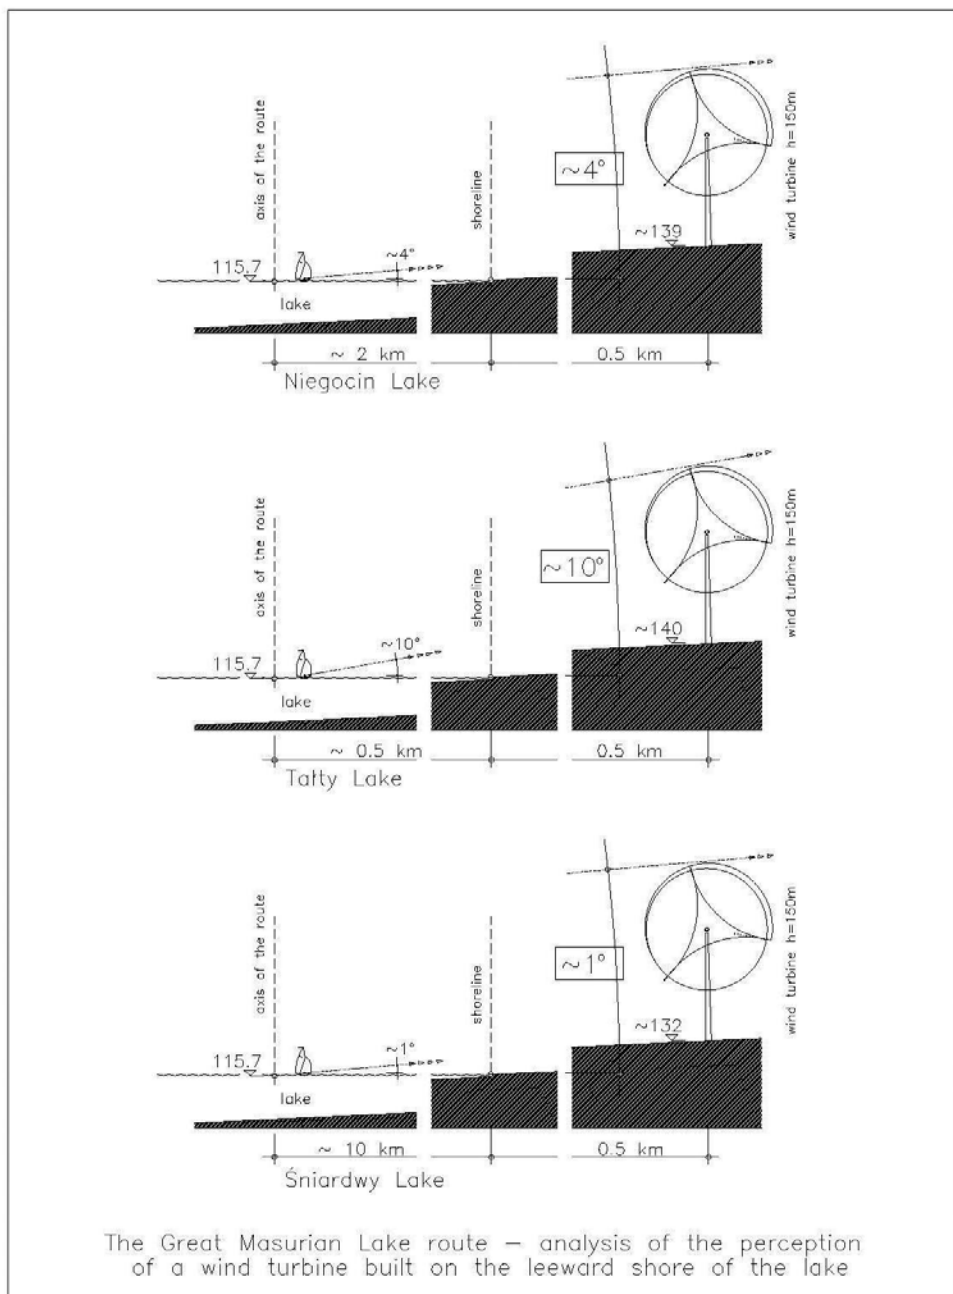 axis of the route
shoreline
wind turbine h=150m
~4°
~139
115.7
~4°
lake
~ 2 km
0.5 km
Niegocin Lake
axis of the route
shoreline
wind turbine h=150m
~10°
~140
115.7
~10°
lake
~ 0.5 km
0.5 km
Tałty Lake
axis of the route
shoreline
wind turbine h=150m
~1°
~132
115.7
~1°
lake
~ 10 km
0.5 km
Śniardwy Lake
The Great Masurian Lake route – analysis of the perception
of a wind turbine built on the leeward shore of the lake